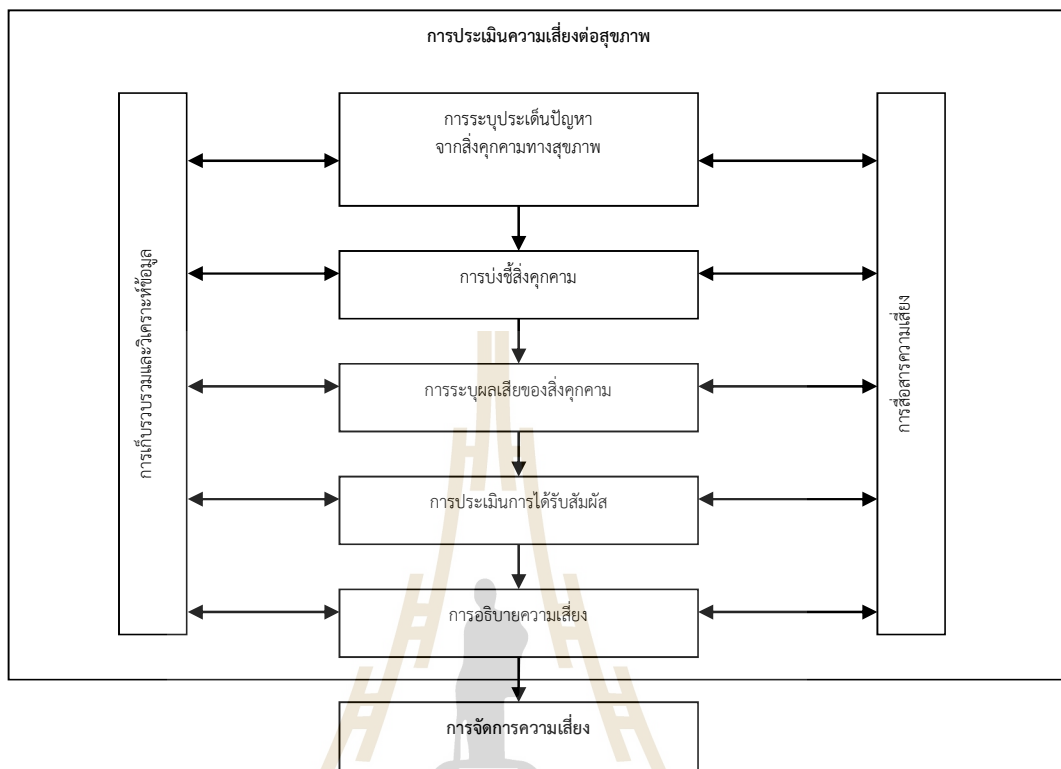 การประเมินความเสี่ยงต่อสุขภาพ
การเก็บรวบรวมและวิเคราะห์ข้อมูล
การระบุประเด็นปัญหา
จากสิ่งคุกคามทางสุขภาพ
การบ่งชี้สิ่งคุกคาม
การระบุผลเสียของสิ่งคุกคาม
การประเมินการได้รับสัมผัส
การอธิบายความเสี่ยง
การสื่อสารความเสี่ยง
การจัดการความเสี่ยง